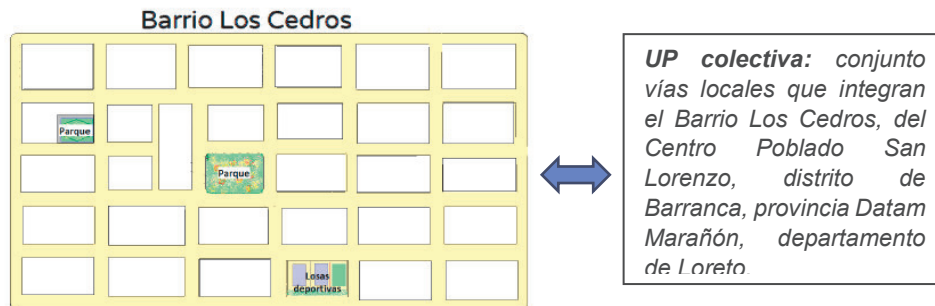 Barrio Los Cedros
Parque
Parque
Losas
deportivas
UP colectiva: conjunto
vías locales que integran
el Barrio Los Cedros, del
Centro Poblado San
Lorenzo, distrito de
Barranca, provincia Datam
Marañón, departamento
de Loreto.